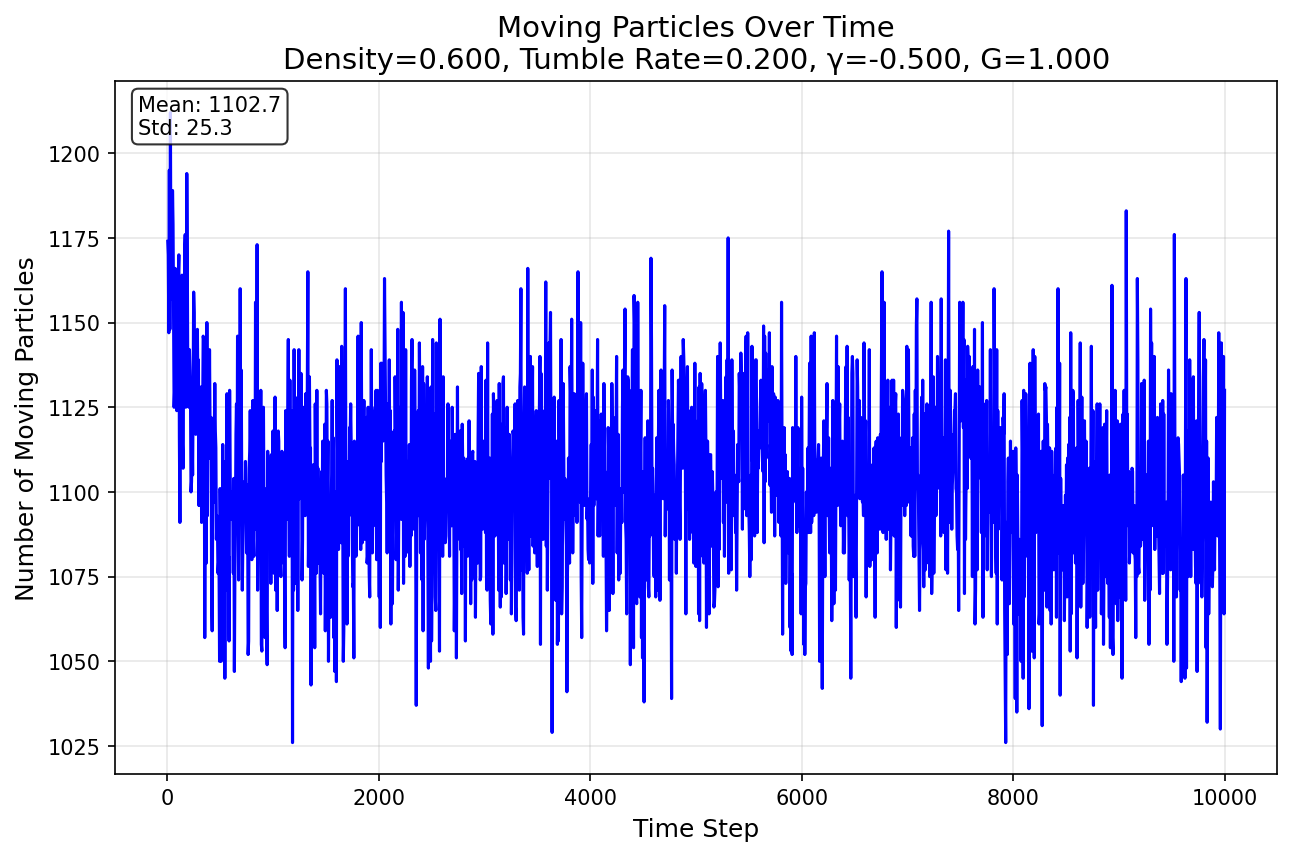 Moving Particles Over Time
Density=0.600, Tumble Rate=0.200, γ=-0.500, G=1.000
Mean: 1102.7
Std: 25.3
Number of Moving Particles
1200
1175
1150
1125
1100
1075
1050
1025
0 2000 4000 6000 8000 10000
Time Step